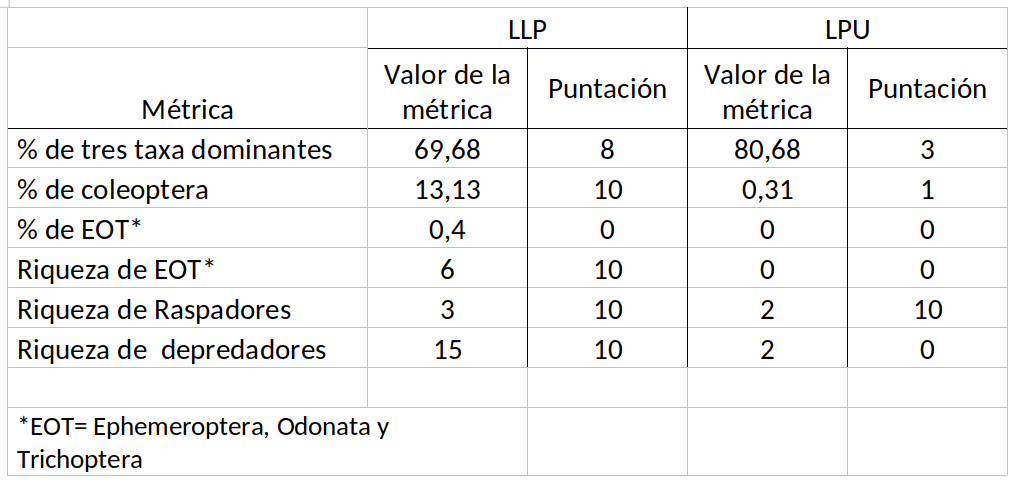 LLP LPU
Métrica Valor de la métrica Puntación Valor de la métrica Puntación
% de tres taxa dominantes 69,68 8 80,68 3
% de coleoptera 13,13 10 0,31 1
% de EOT* 0,4 0 0 0
Riqueza de EOT* 6 10 0 0
Riqueza de Raspadores 3 10 2 10
Riqueza de depredadores 15 10 2 0
*EOT= Ephemeroptera, Odonata y
Trichoptera